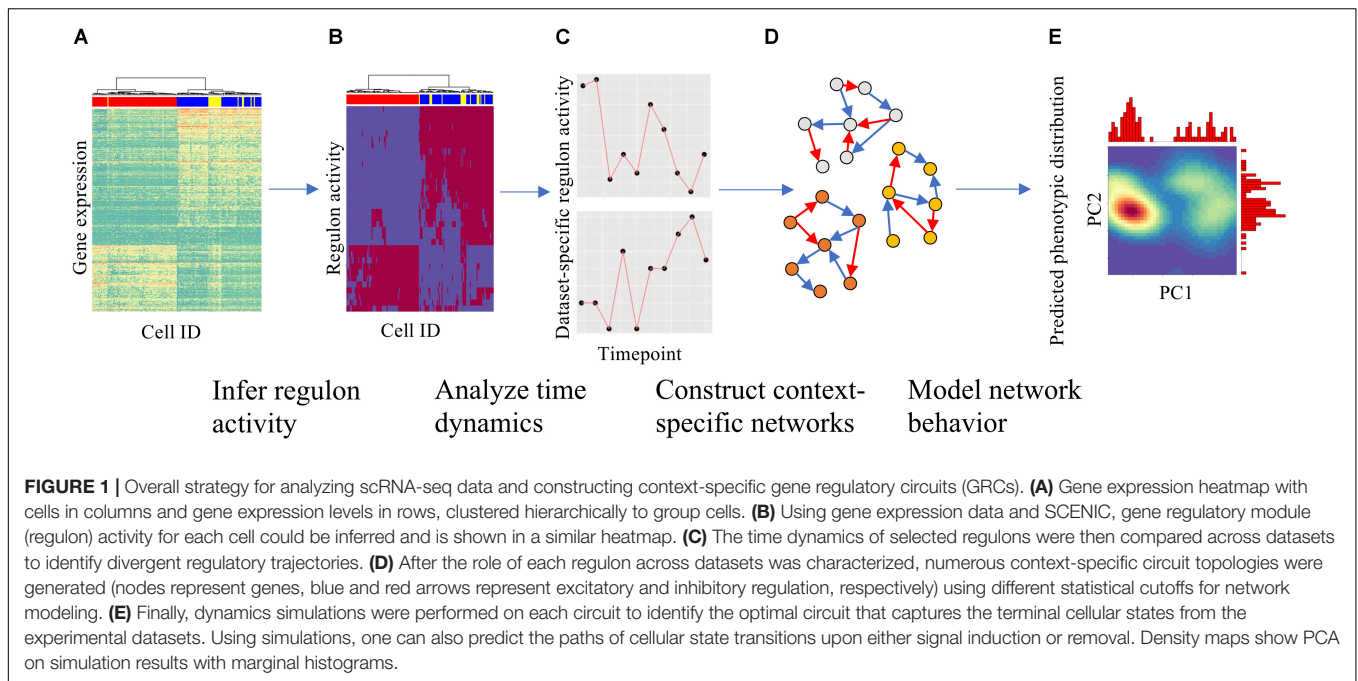 A
B
C
D
E
Gene expression
Cell ID
Regulon activity
Cell ID
Dataset-specific regulon activity
Timepoint
Predicted phenotypic distribution
PC2
PC1
Infer regulon
activity
Analyze time
dynamics
Construct context-
specific networks
Model network
behavior
FIGURE 1 | Overall strategy for analyzing scRNA-seq data and constructing context-specific gene regulatory circuits (GRCs). (A) Gene expression heatmap with
cells in columns and gene expression levels in rows, clustered hierarchically to group cells. (B) Using gene expression data and SCENIC, gene regulatory module
(regulon) activity for each cell could be inferred and is shown in a similar heatmap. (C) The time dynamics of selected regulons were then compared across datasets
to identify divergent regulatory trajectories. (D) After the role of each regulon across datasets was characterized, numerous context-specific circuit topologies were
generated (nodes represent genes, blue and red arrows represent excitatory and inhibitory regulation, respectively) using different statistical cutoffs for network
modeling. (E) Finally, dynamics simulations were performed on each circuit to identify the optimal circuit that captures the terminal cellular states from the
experimental datasets. Using simulations, one can also predict the paths of cellular state transitions upon either signal induction or removal. Density maps show PCA
on simulation results with marginal histograms.